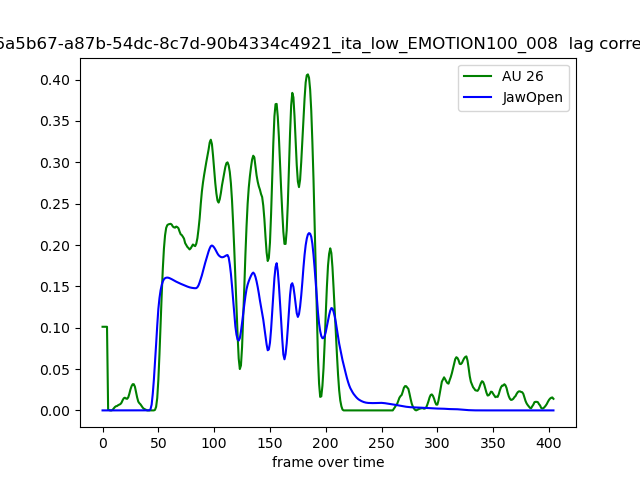 6a5b67-a87b-54dc-8c7d-90b4334c4921_ita_low_EMOTION100_008 lag corre
AU 26
JawOpen
0.40
0.35
0.30
0.25
0.20
0.15
0.10
0.05
0.00
0 50 100 150 200 250 300 350 400
frame over time